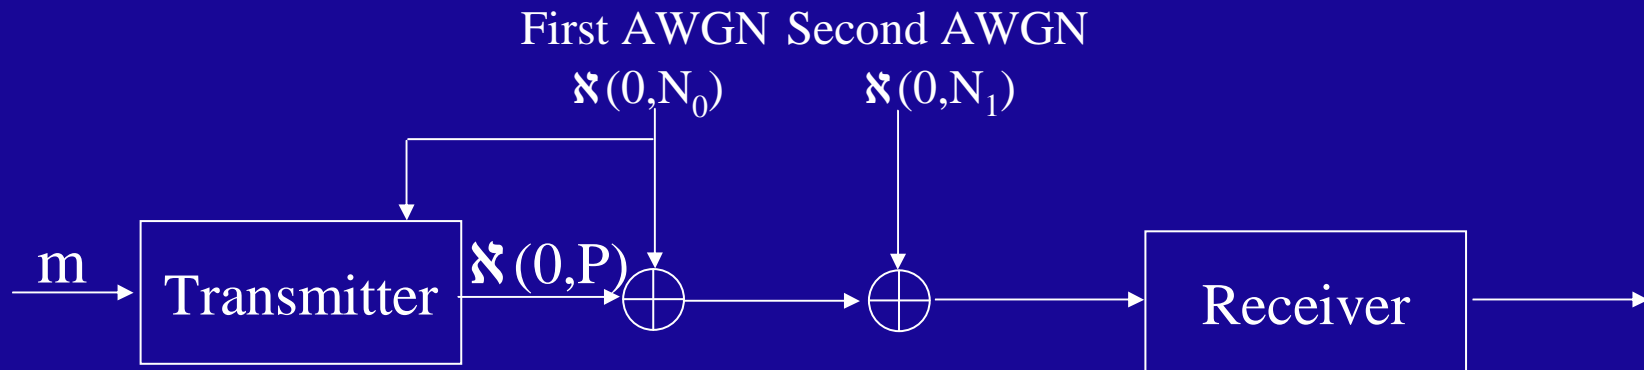 First AWGN Second AWGN
ℵ(0,N₀) ℵ(0,N₁)
m
Transmitter
ℵ(0,P)
Receiver